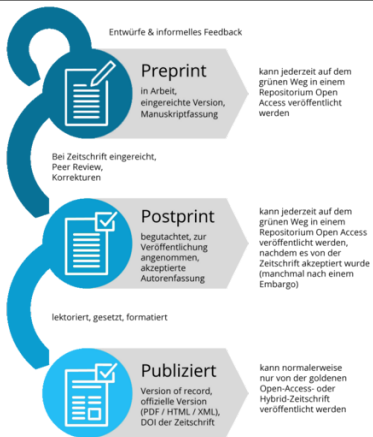 Entwürfe & informelles Feedback
Preprint
in Arbeit,
eingereichte Version,
Manuskriptfassung
kann jederzeit auf dem
grünen Weg in einem
Repositorium Open
Access veröffentlicht
werden
Bei Zeitschrift eingereicht,
Peer Review,
Korrekturen
Postprint
begutachtet, zur
Veröffentlichung
angenommen,
akzeptierte
Autorenfassung
kann jederzeit auf dem
grünen Weg in einem
Repositorium Open Access
veröffentlicht werden,
nachdem es von der
Zeitschrift akzeptiert wurde
(manchmal nach einem
Embargo)
lektoriert, gesetzt, formatiert
Publiziert
Version of record,
offizielle Version
(PDF / HTML / XML),
DOI der Zeitschrift
kann normalerweise
nur von der goldenen
Open-Access- oder
Hybrid-Zeitschrift
veröffentlicht werden